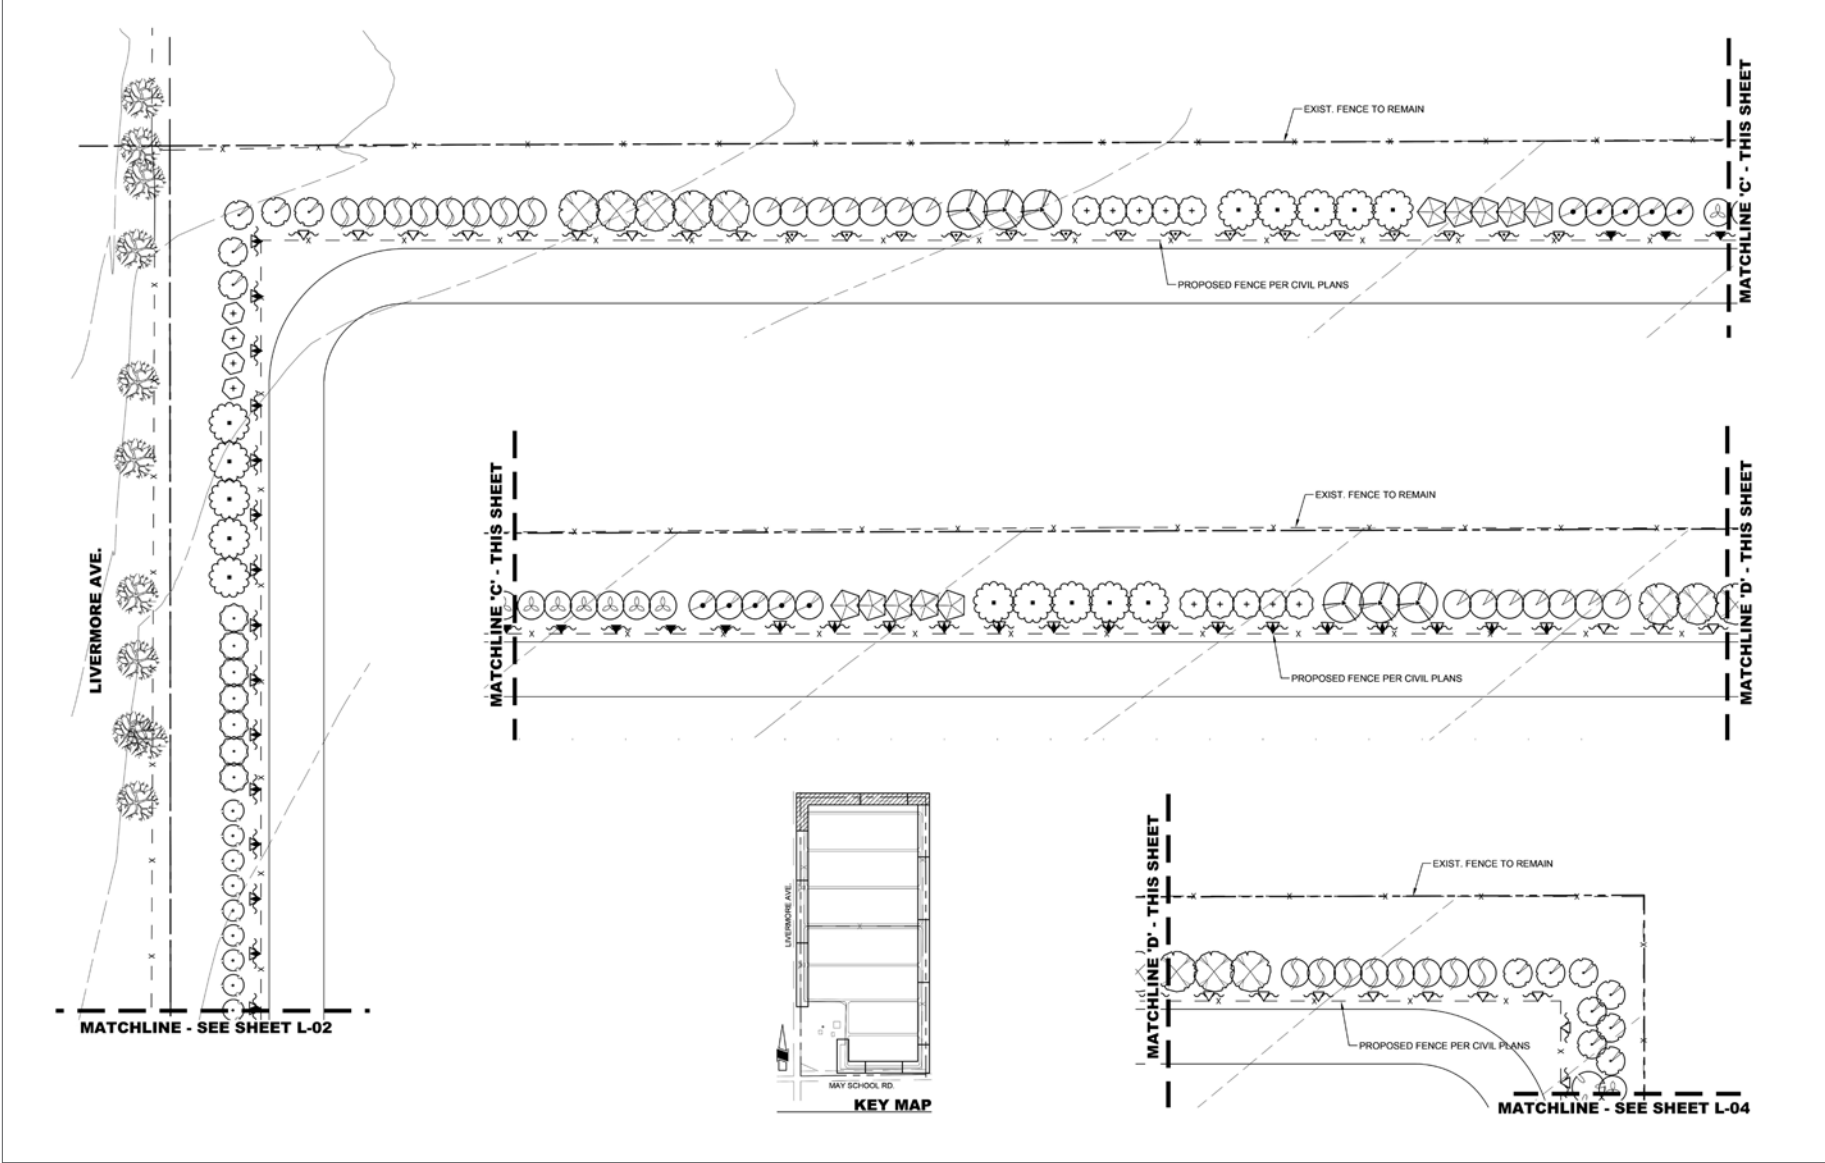 EXIST. FENCE TO REMAIN
MATCHLINE 'C' - THIS SHEET
PROPOSED FENCE PER CIVIL PLANS
LIVERMORE AVE.
MATCHLINE 'C' - THIS SHEET
EXIST. FENCE TO REMAIN
MATCHLINE 'D' - THIS SHEET
PROPOSED FENCE PER CIVIL PLANS
MATCHLINE - SEE SHEET L-02
LIVERMORE AVE.
MAY SCHOOL RD.
KEY MAP
MATCHLINE 'D' - THIS SHEET
EXIST. FENCE TO REMAIN
PROPOSED FENCE PER CIVIL PLANS
MATCHLINE - SEE SHEET L-04